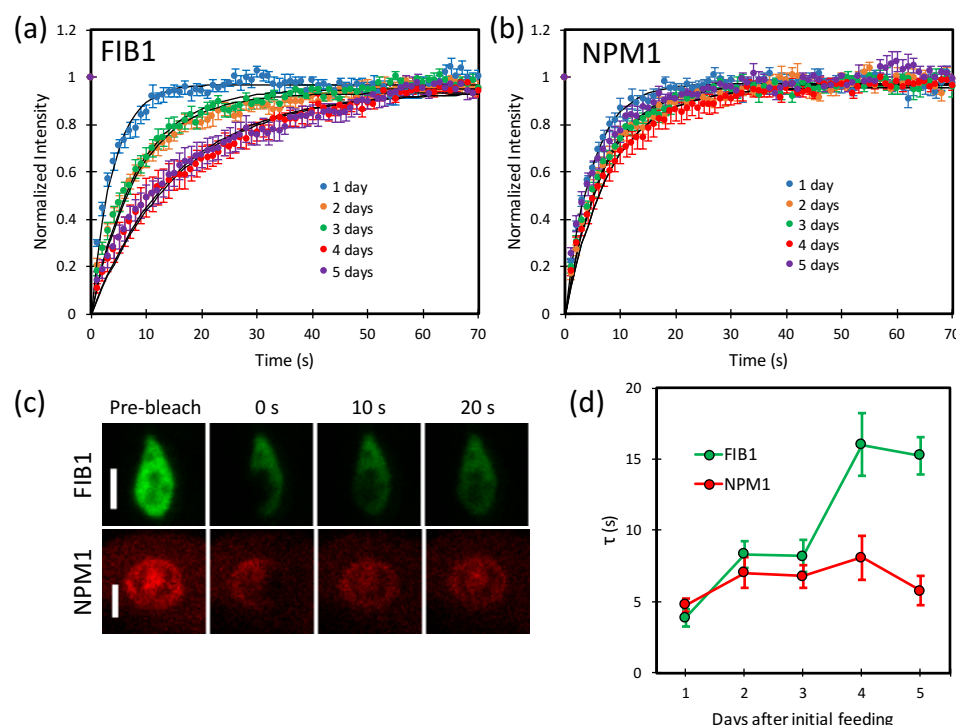 (a)
FIB1
Normalized Intensity
1.2
1
0.8
0.6
0.4
0.2
0
1 day
2 days
3 days
4 days
5 days
0 10 20 30 40 50 60 70
Time (s)
(b)
NPM1
Normalized Intensity
1.2
1
0.8
0.6
0.4
0.2
0
1 day
2 days
3 days
4 days
5 days
0 10 20 30 40 50 60 70
Time (s)
(c)
Pre-bleach 0 s 10 s 20 s
FIB1
NPM1
(d)
τ (s)
20
15
10
5
0
FIB1
NPM1
1 2 3 4 5
Days after initial feeding